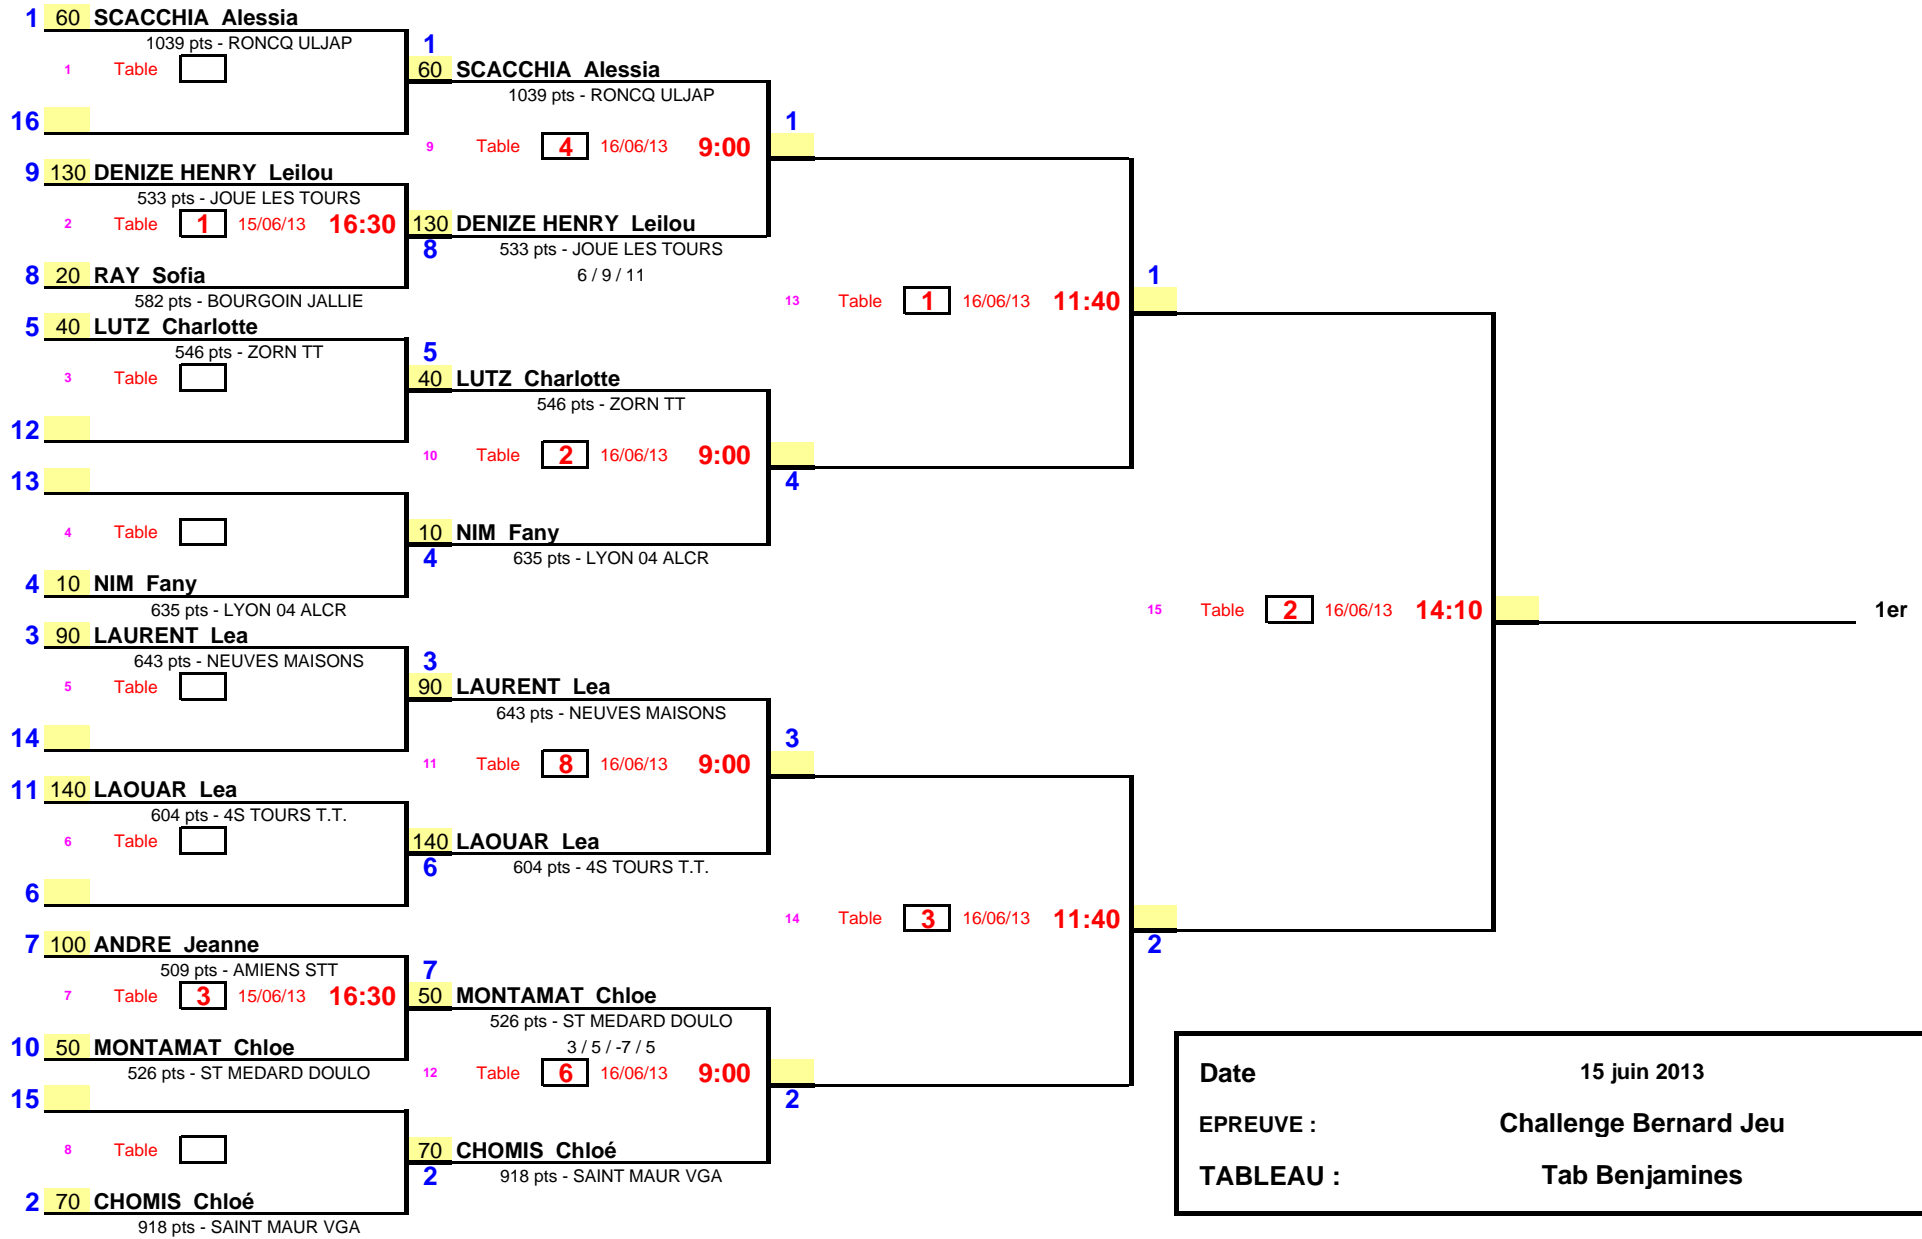 1 60 SCACCHIA Alessia
1039 pts - RONCQ ULJAP
1 Table
16
9 130 DENIZE HENRY Leilou
533 pts - JOUE LES TOURS
2 Table 1 15/06/13 16:30
8 20 RAY Sofia
582 pts - BOURGOIN JALLIE
5 40 LUTZ Charlotte
546 pts - ZORN TT
3 Table
12
13
4 Table
4 10 NIM Fany
635 pts - LYON 04 ALCR
3 90 LAURENT Lea
643 pts - NEUVES MAISONS
5 Table
14
11 140 LAOUAR Lea
604 pts - 4S TOURS T.T.
6 Table
6
7 100 ANDRE Jeanne
509 pts - AMIENS STT
7 Table 3 15/06/13 16:30
10 50 MONTAMAT Chloe
526 pts - ST MEDARD DOULO
15
8 Table
2 70 CHOMIS Chloé
918 pts - SAINT MAUR VGA
1
60 SCACCHIA Alessia
1039 pts - RONCQ ULJAP
9 Table 4 16/06/13 9:00
130 DENIZE HENRY Leilou
8
533 pts - JOUE LES TOURS
6 / 9 / 11
5
40 LUTZ Charlotte
546 pts - ZORN TT
10 Table 2 16/06/13 9:00
10 NIM Fany
4
635 pts - LYON 04 ALCR
3
90 LAURENT Lea
643 pts - NEUVES MAISONS
11 Table 8 16/06/13 9:00
140 LAOUAR Lea
6
604 pts - 4S TOURS T.T.
7
50 MONTAMAT Chloe
526 pts - ST MEDARD DOULO
3 / 5 / -7 / 5
12 Table 6 16/06/13 9:00
70 CHOMIS Chloé
2
918 pts - SAINT MAUR VGA
1
13 Table 1 16/06/13 11:40
4
3
14 Table 3 16/06/13 11:40
2
1
15 Table 2 16/06/13 14:10
2
1er
Date 15 juin 2013
EPREUVE : Challenge Bernard Jeu
TABLEAU : Tab Benjamines